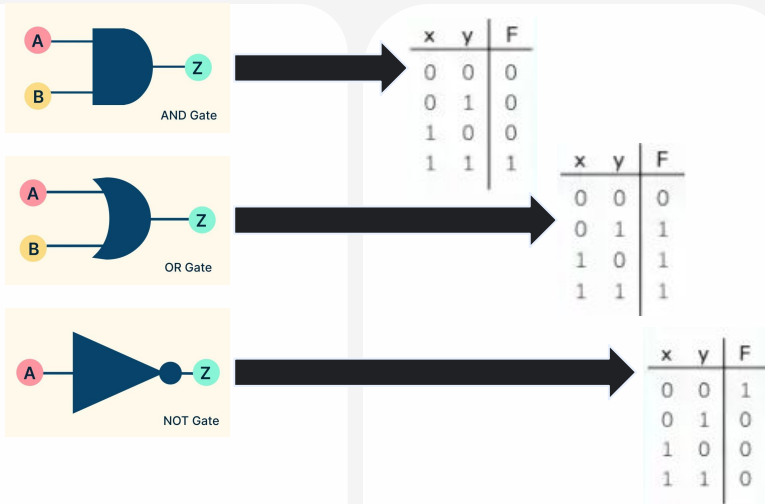 A
B
Z
AND Gate
x y F
0 0 0
0 1 0
1 0 0
1 1 1
A
B
Z
OR Gate
x y F
0 0 0
0 1 1
1 0 1
1 1 1
A
Z
NOT Gate
x y F
0 0 1
0 1 0
1 0 0
1 1 0